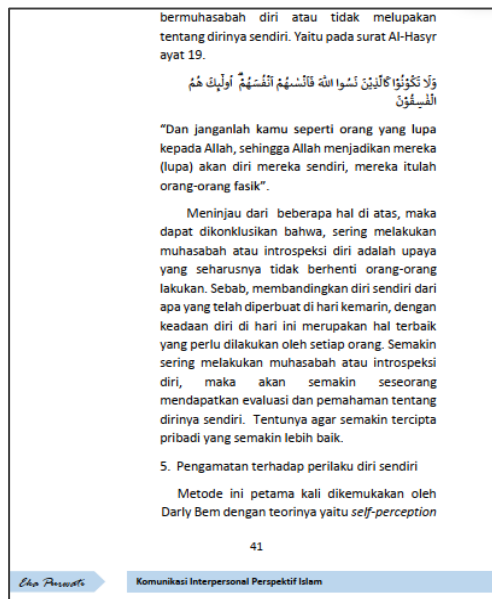 bermuhasabah diri atau tidak melupakan
tentang dirinya sendiri. Yaitu pada surat Al-Hasyr
ayat 19.
وَلَا تَكُوْنُوْا كَالَّذِيْنَ نَسُوا اللّٰهَ فَاَنْسٰىهُمْ اَنْفُسَهُمْۗ اُولٰۤىِٕكَ هُمُ
الْفٰسِقُوْنَ
“Dan janganlah kamu seperti orang yang lupa
kepada Allah, sehingga Allah menjadikan mereka
(lupa) akan diri mereka sendiri, mereka itulah
orang-orang fasik”.
Meninjau dari beberapa hal di atas, maka
dapat dikonklusikan bahwa, sering melakukan
muhasabah atau introspeksi diri adalah upaya
yang seharusnya tidak berhenti orang-orang
lakukan. Sebab, membandingkan diri sendiri dari
apa yang telah diperbuat di hari kemarin, dengan
keadaan diri di hari ini merupakan hal terbaik
yang perlu dilakukan oleh setiap orang. Semakin
sering melakukan muhasabah atau introspeksi
diri, maka akan semakin seseorang
mendapatkan evaluasi dan pemahaman tentang
dirinya sendiri. Tentunya agar semakin tercipta
pribadi yang semakin lebih baik.
5. Pengamatan terhadap perilaku diri sendiri
Metode ini petama kali dikemukakan oleh
Darly Bem dengan teorinya yaitu self-perception
41
Eka Purwati
Komunikasi Interpersonal Perspektif Islam